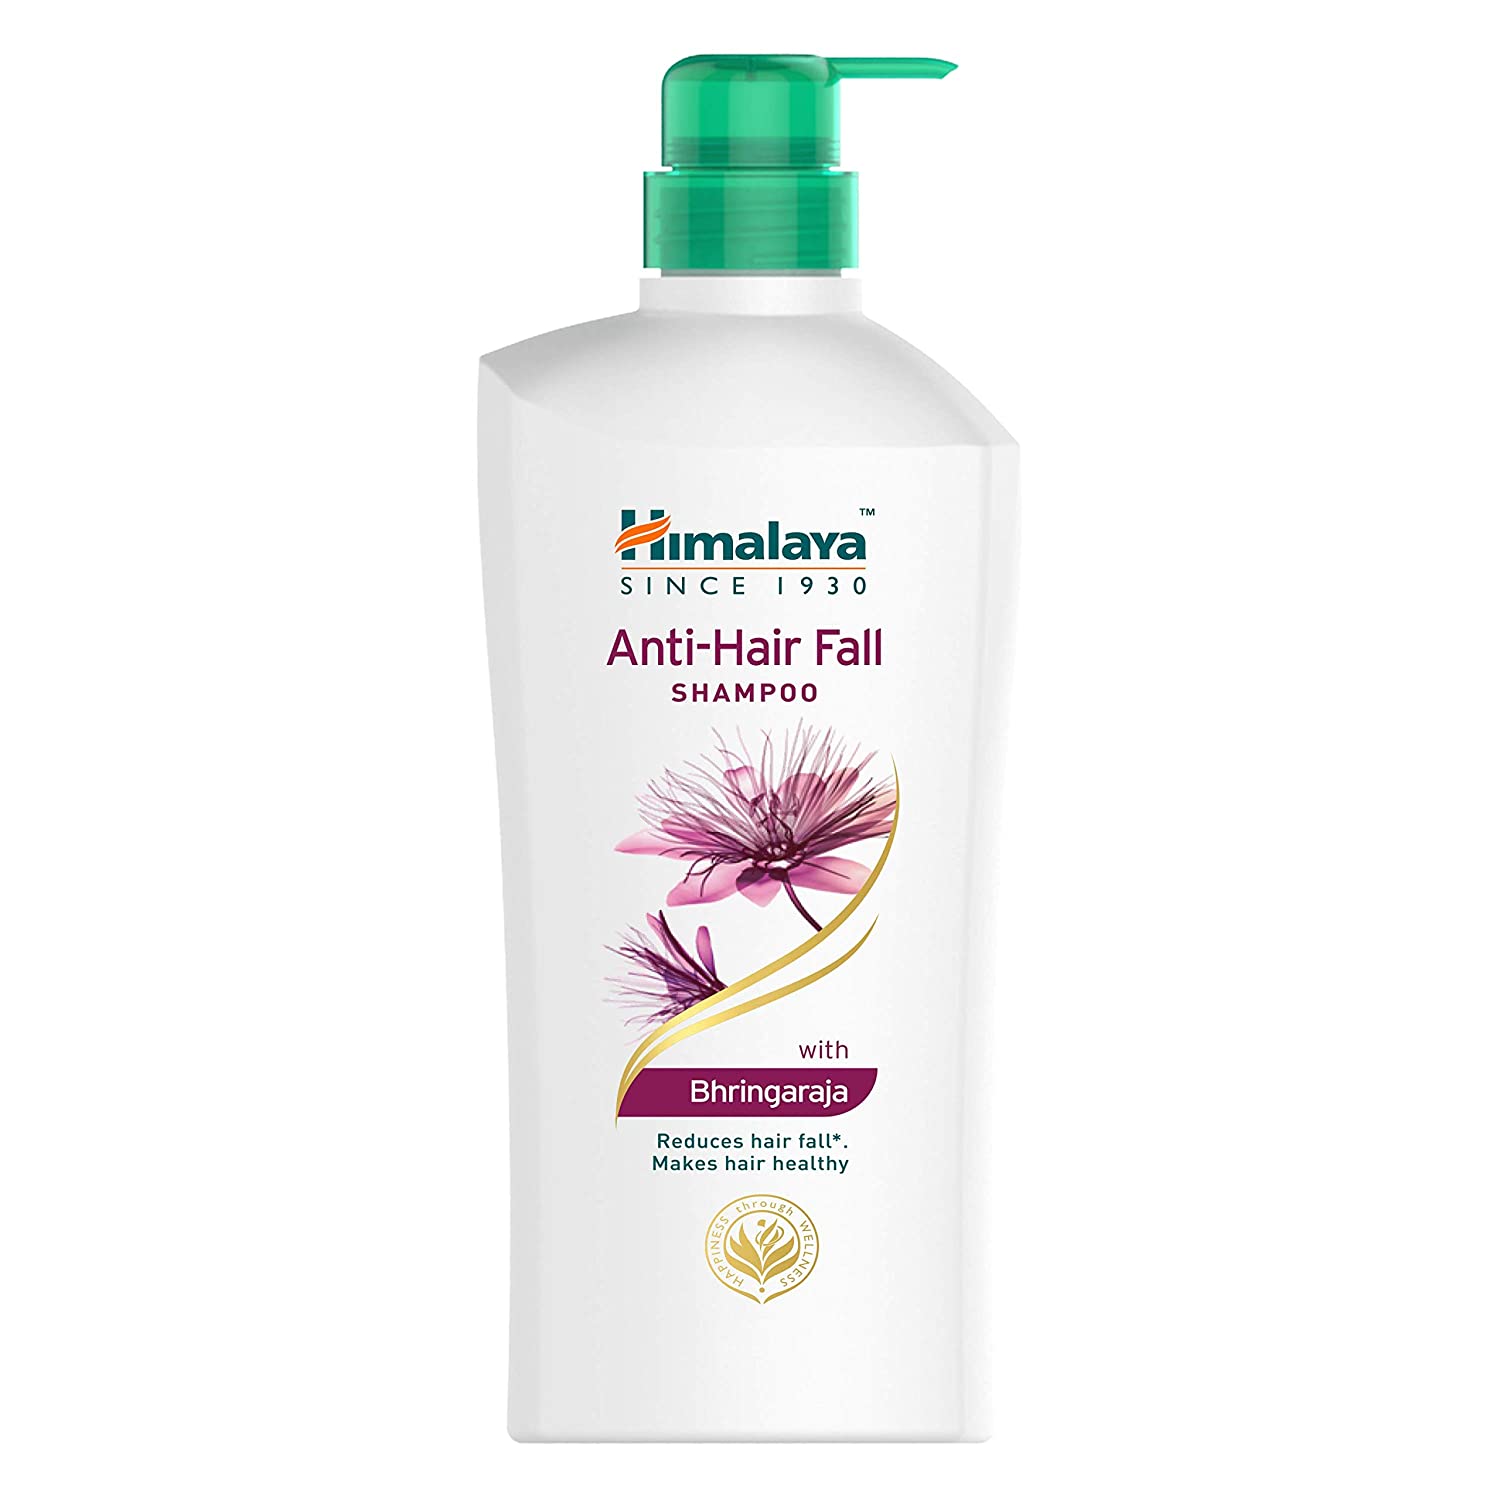 Himalaya™
SINCE 1930
Anti-Hair Fall
SHAMPOO
with
Bhringaraja
Reduces hair fall*.
Makes hair healthy
HAPPINESS through WELLNESS